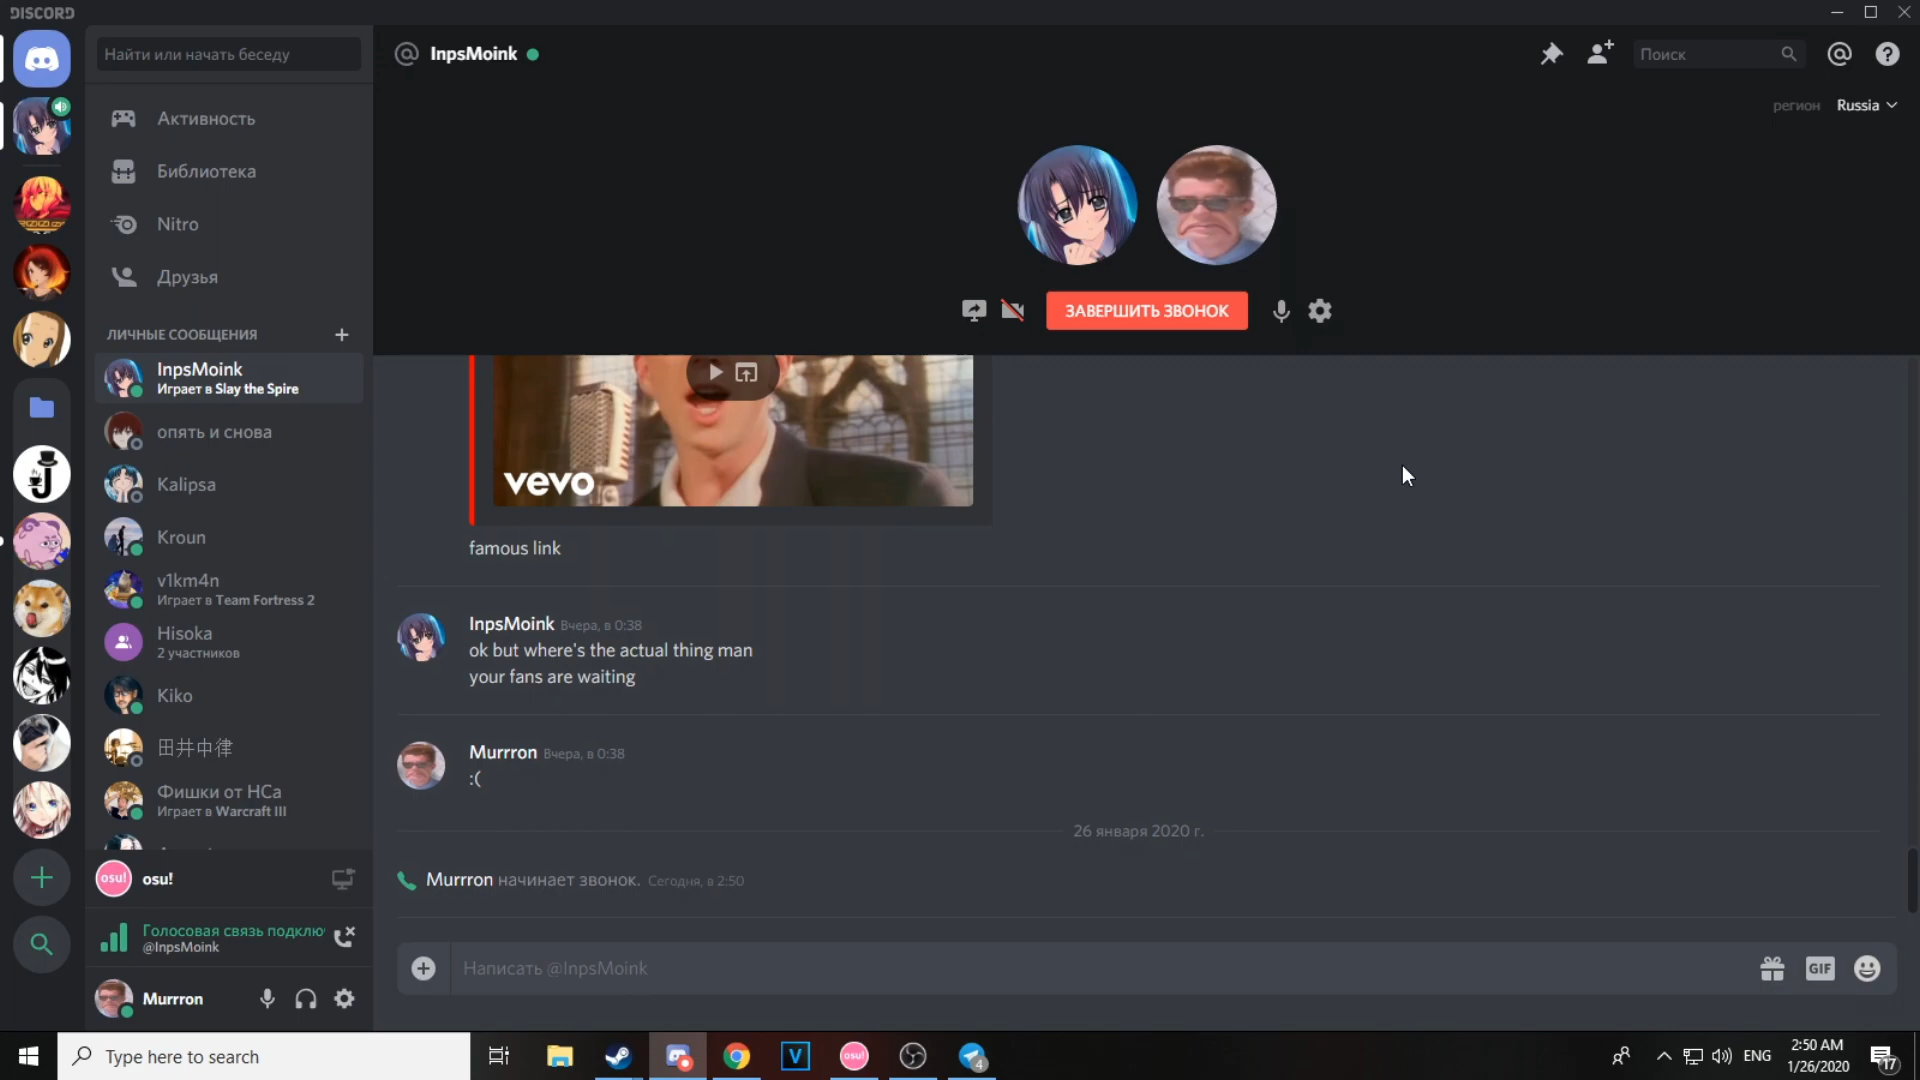 DISCORD
Найти или начать беседу
InpsMoink
Поиск
регион Russia
Активность
Библиотека
Nitro
Друзья
ЗАВЕРШИТЬ ЗВОНОК
ЛИЧНЫЕ СООБЩЕНИЯ
InpsMoink
Играет в Slay the Spire
опять и снова
Kalipsa
Kroun
v1km4n
Играет в Team Fortress 2
Hisoka
2 участников
Kiko
田井中律
Фишки от НСа
Играет в Warcraft III
osu!
osu!
Голосовая связь подклю
@InpsMoink
Murrron
vevo
famous link
InpsMoink Вчера, в 0:38
ok but where's the actual thing man
your fans are waiting
Murrron Вчера, в 0:38
:(
26 января 2020 г.
Murrron начинает звонок. Сегодня, в 2:50
Написать @InpsMoink
GIF
Type here to search
V
osu!
4
ENG
2:50 AM
1/26/2020
17